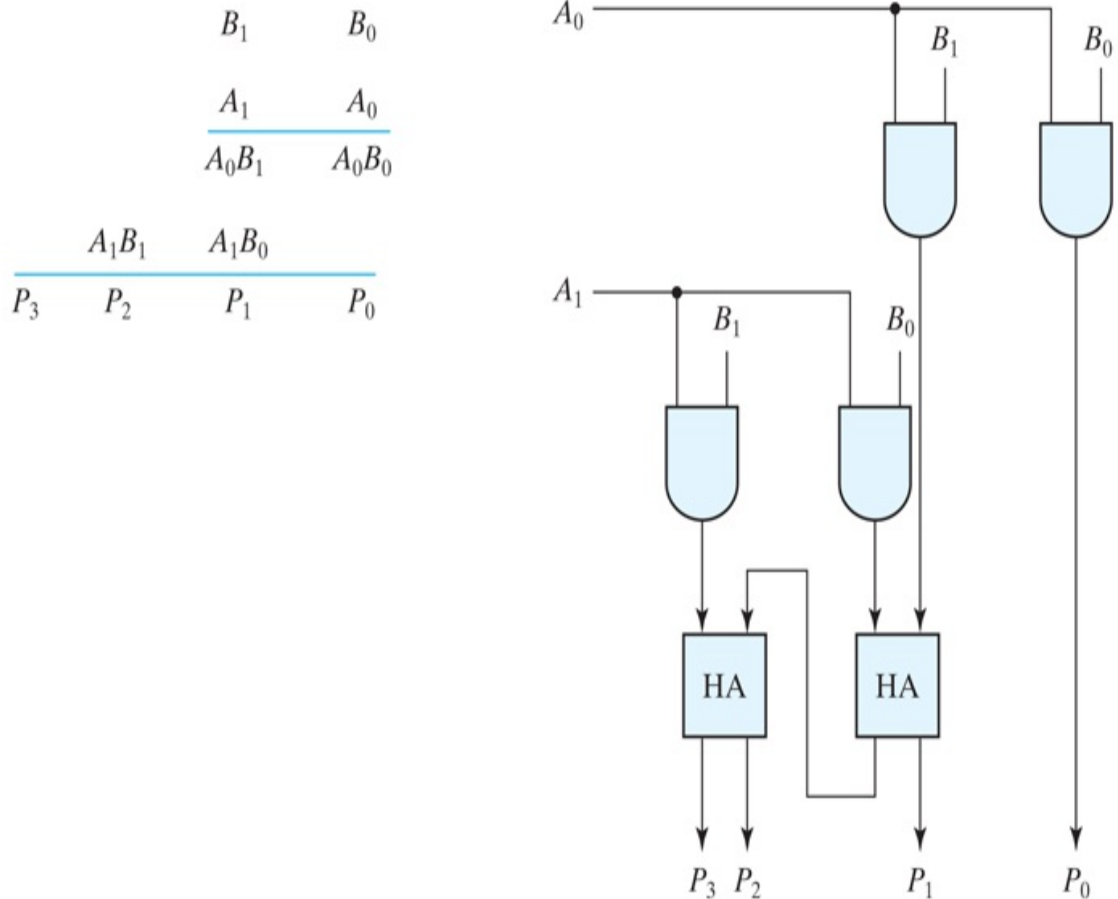 B₁ B₀
A₁ A₀
A₀B₁ A₀B₀
A₁B₁ A₁B₀
P₃ P₂ P₁ P₀
A₀
B₁ B₀
A₁
B₁ B₀
HA HA
P₃ P₂ P₁ P₀